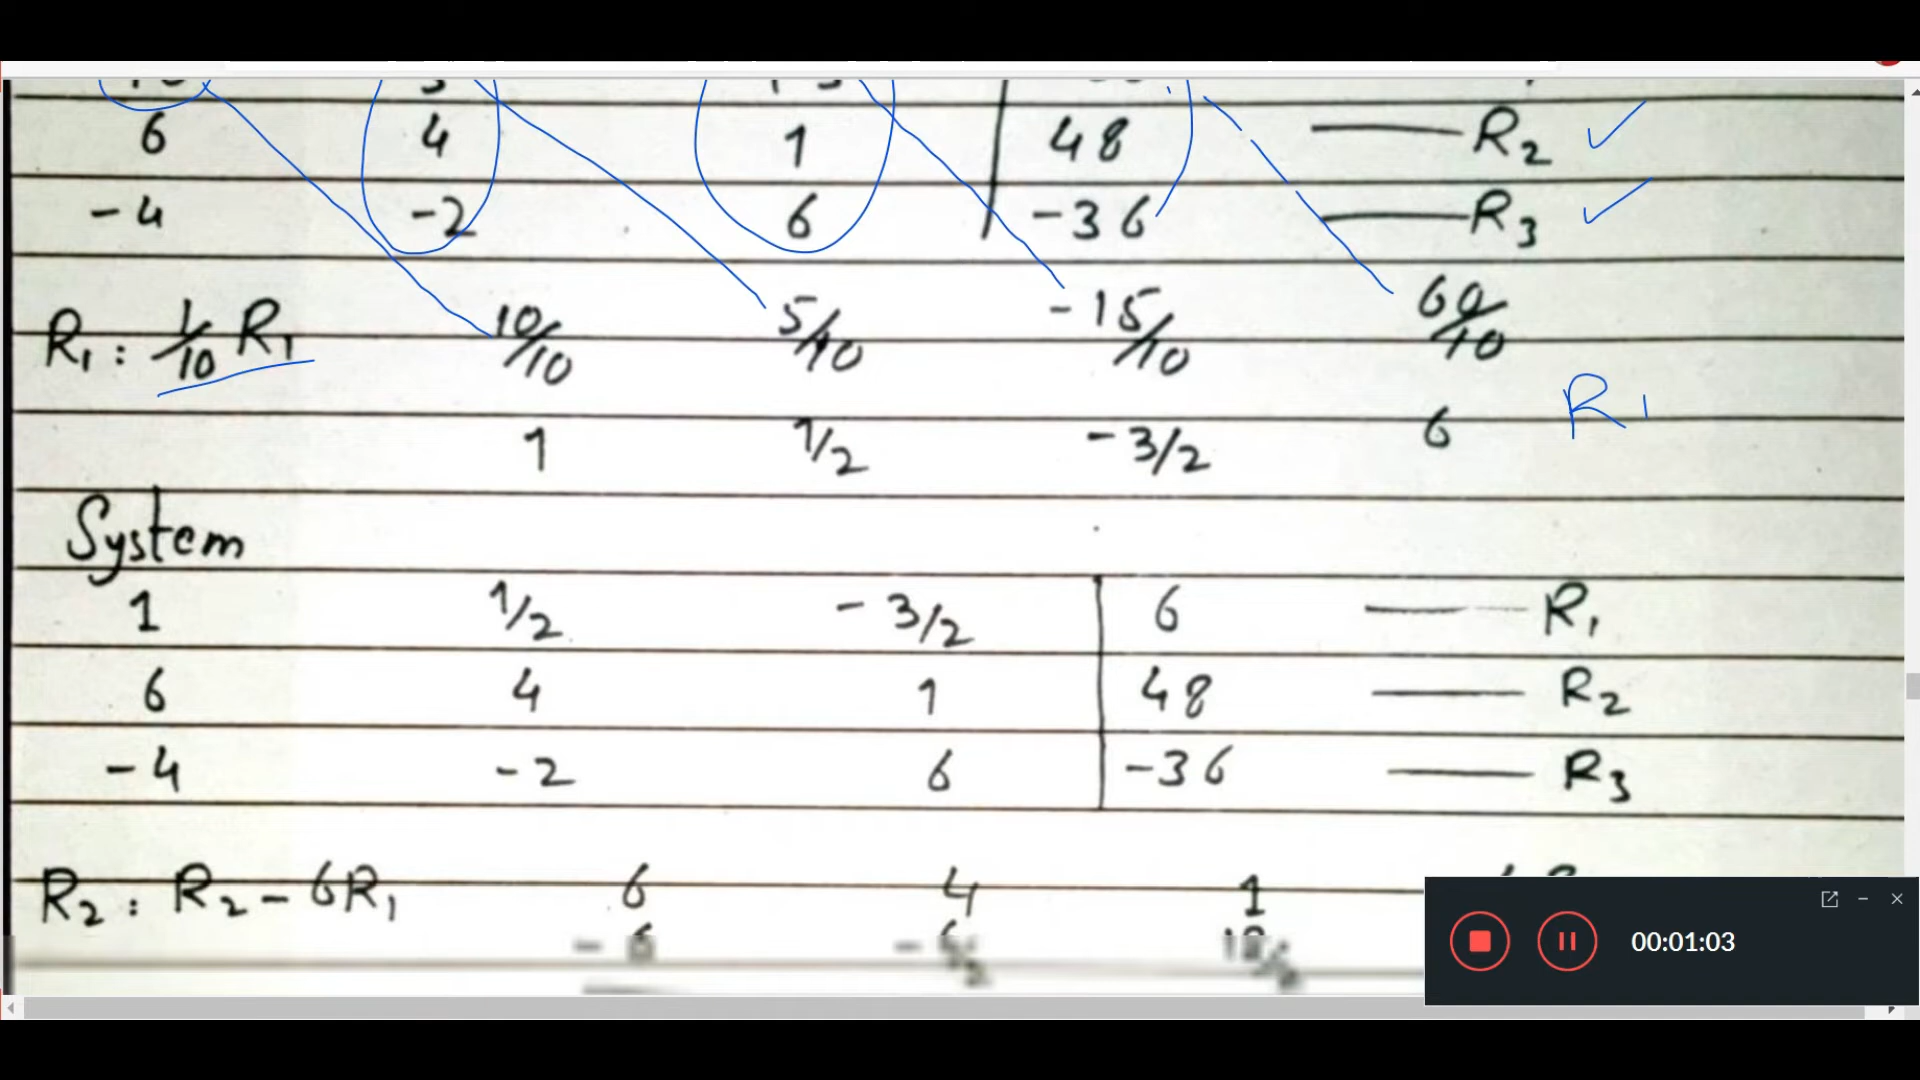 6 4 1 48 R2
-4 -2 6 -36 R3
R1: 1/10 R1 10/10 5/10 -15/10 60/10
1 1/2 -3/2 6 R1
System
1 1/2 -3/2 6 R1
6 4 1 48 R2
-4 -2 6 -36 R3
R2: R2 - 6R1 6 4 1
- 6
00:01:03